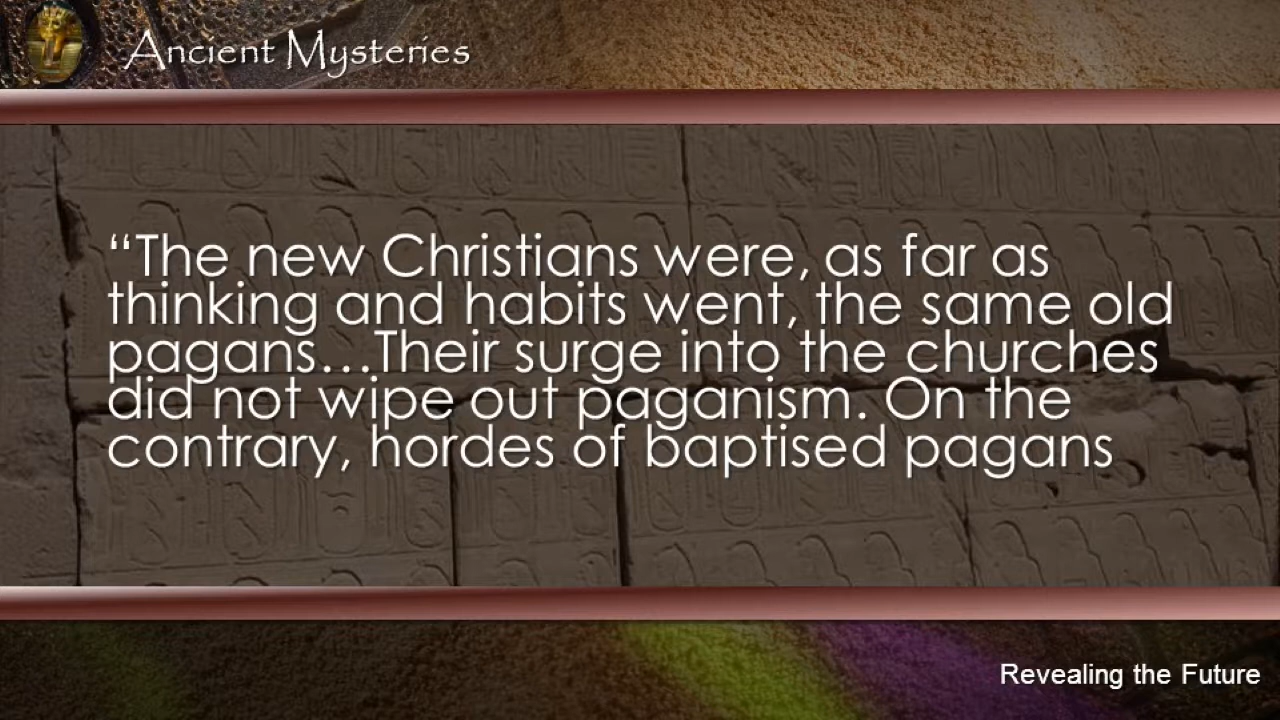 Ancient Mysteries
“The new Christians were, as far as
thinking and habits went, the same old
pagans…Their surge into the churches
did not wipe out paganism. On the
contrary, hordes of baptised pagans
Revealing the Future